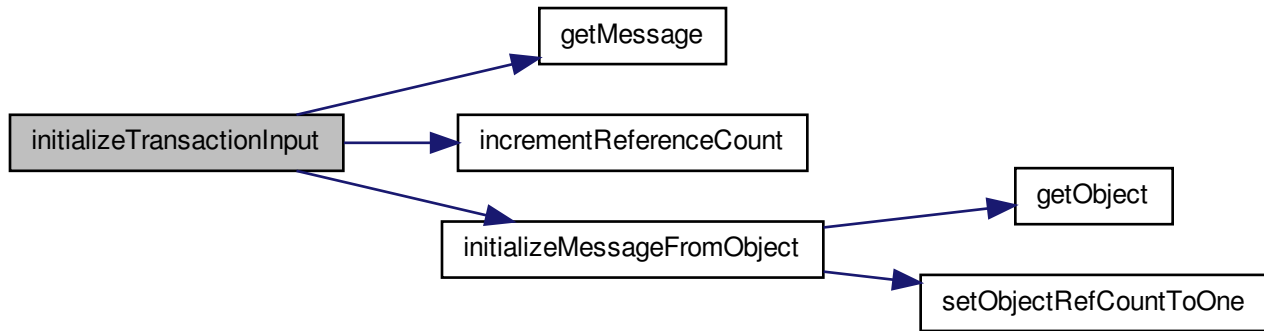 getMessage
initializeTransactionInput
incrementReferenceCount
getObject
initializeMessageFromObject
setObjectRefCountToOne